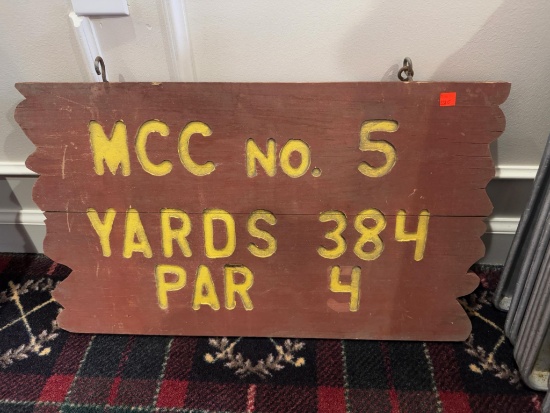 MCC NO. 5
YARDS 384
PAR 4